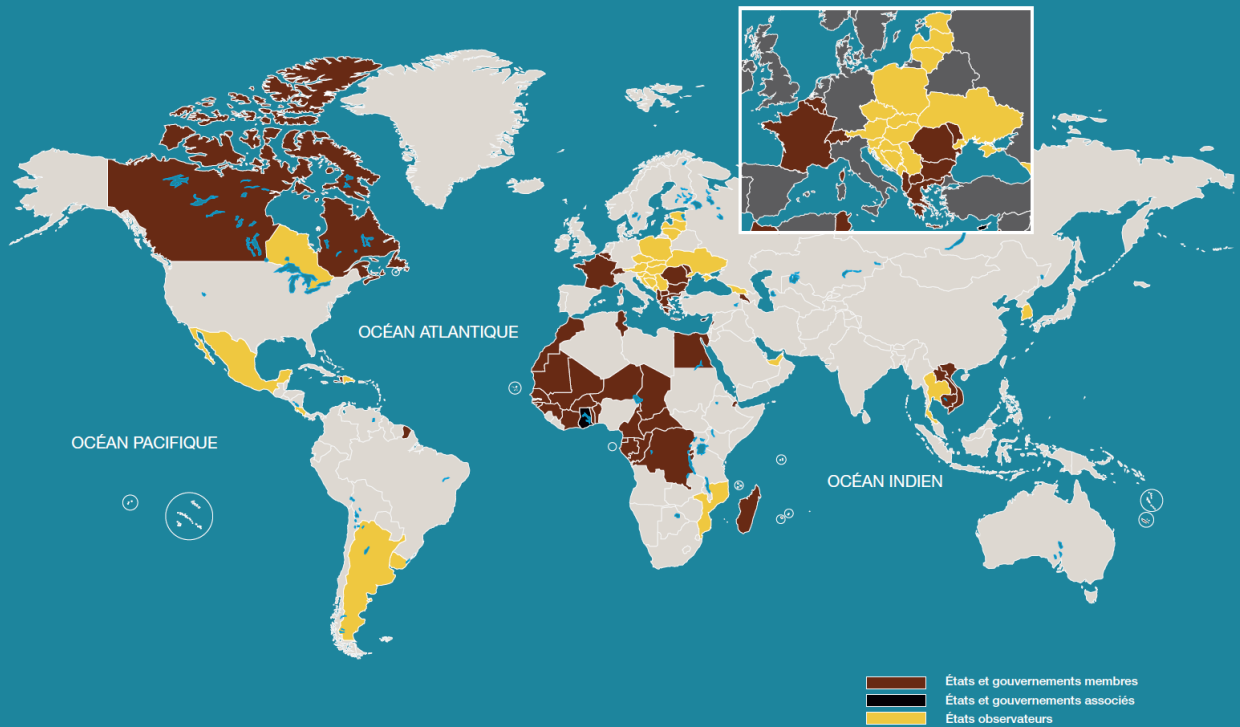 OCÉAN ATLANTIQUE
OCÉAN PACIFIQUE
OCÉAN INDIEN
États et gouvernements membres
États et gouvernements associés
États observateurs